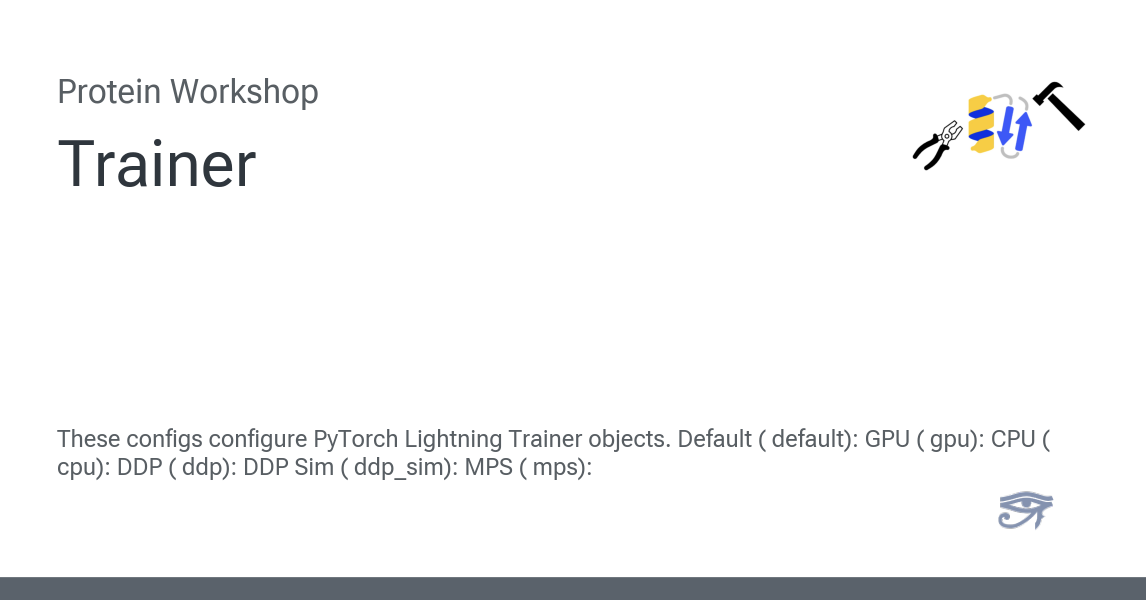 Protein Workshop
Trainer
These configs configure PyTorch Lightning Trainer objects. Default ( default): GPU ( gpu): CPU (
cpu): DDP ( ddp): DDP Sim ( ddp_sim): MPS ( mps):